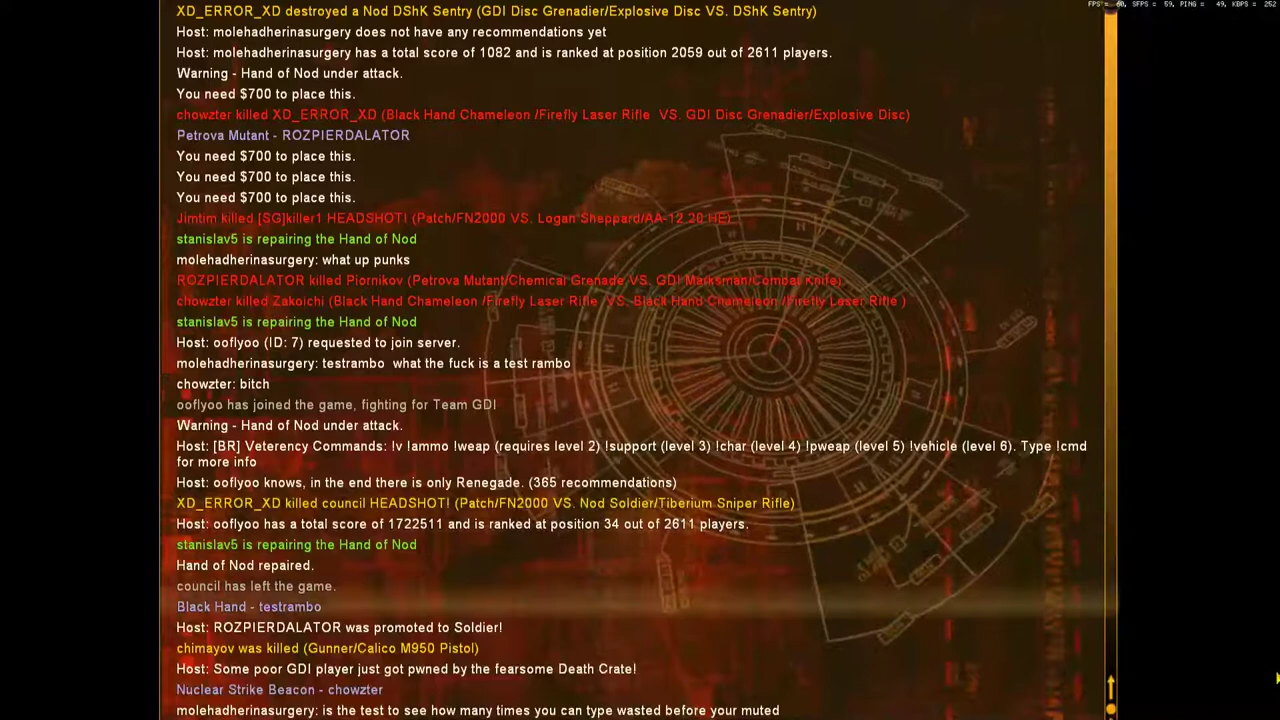 FPS = 60, SFPS = 59, PING = 49, KBPS = 252
XD_ERROR_XD destroyed a Nod DShK Sentry (GDI Disc Grenadier/Explosive Disc VS. DShK Sentry)
Host: molehadherinasurgery does not have any recommendations yet
Host: molehadherinasurgery has a total score of 1082 and is ranked at position 2059 out of 2611 players.
Warning - Hand of Nod under attack.
You need $700 to place this.
chowzter killed XD_ERROR_XD (Black Hand Chameleon /Firefly Laser Rifle  VS. GDI Disc Grenadier/Explosive Disc)
Petrova Mutant - ROZPIERDALATOR
You need $700 to place this.
You need $700 to place this.
You need $700 to place this.
Jimtim killed [SG]killer1 HEADSHOT! (Patch/FN2000 VS. Logan Sheppard/AA-12 20 HE)
stanislav5 is repairing the Hand of Nod
molehadherinasurgery: what up punks
ROZPIERDALATOR killed Piornikov (Petrova Mutant/Chemical Grenade VS. GDI Marksman/Combat Knife)
chowzter killed Zakoichi (Black Hand Chameleon /Firefly Laser Rifle  VS. Black Hand Chameleon /Firefly Laser Rifle )
stanislav5 is repairing the Hand of Nod
Host: ooflyoo (ID: 7) requested to join server.
molehadherinasurgery: testrambo  what the fuck is a test rambo
chowzter: bitch
ooflyoo has joined the game, fighting for Team GDI
Warning - Hand of Nod under attack.
Host: [BR] Veterency Commands: !v !ammo !weap (requires level 2) !support (level 3) !char (level 4) !pweap (level 5) !vehicle (level 6). Type !cmd
for more info
Host: ooflyoo knows, in the end there is only Renegade. (365 recommendations)
XD_ERROR_XD killed council HEADSHOT! (Patch/FN2000 VS. Nod Soldier/Tiberium Sniper Rifle)
Host: ooflyoo has a total score of 1722511 and is ranked at position 34 out of 2611 players.
stanislav5 is repairing the Hand of Nod
Hand of Nod repaired.
council has left the game.
Black Hand - testrambo
Host: ROZPIERDALATOR was promoted to Soldier!
chimayov was killed (Gunner/Calico M950 Pistol)
Host: Some poor GDI player just got pwned by the fearsome Death Crate!
Nuclear Strike Beacon - chowzter
molehadherinasurgery: is the test to see how many times you can type wasted before your muted